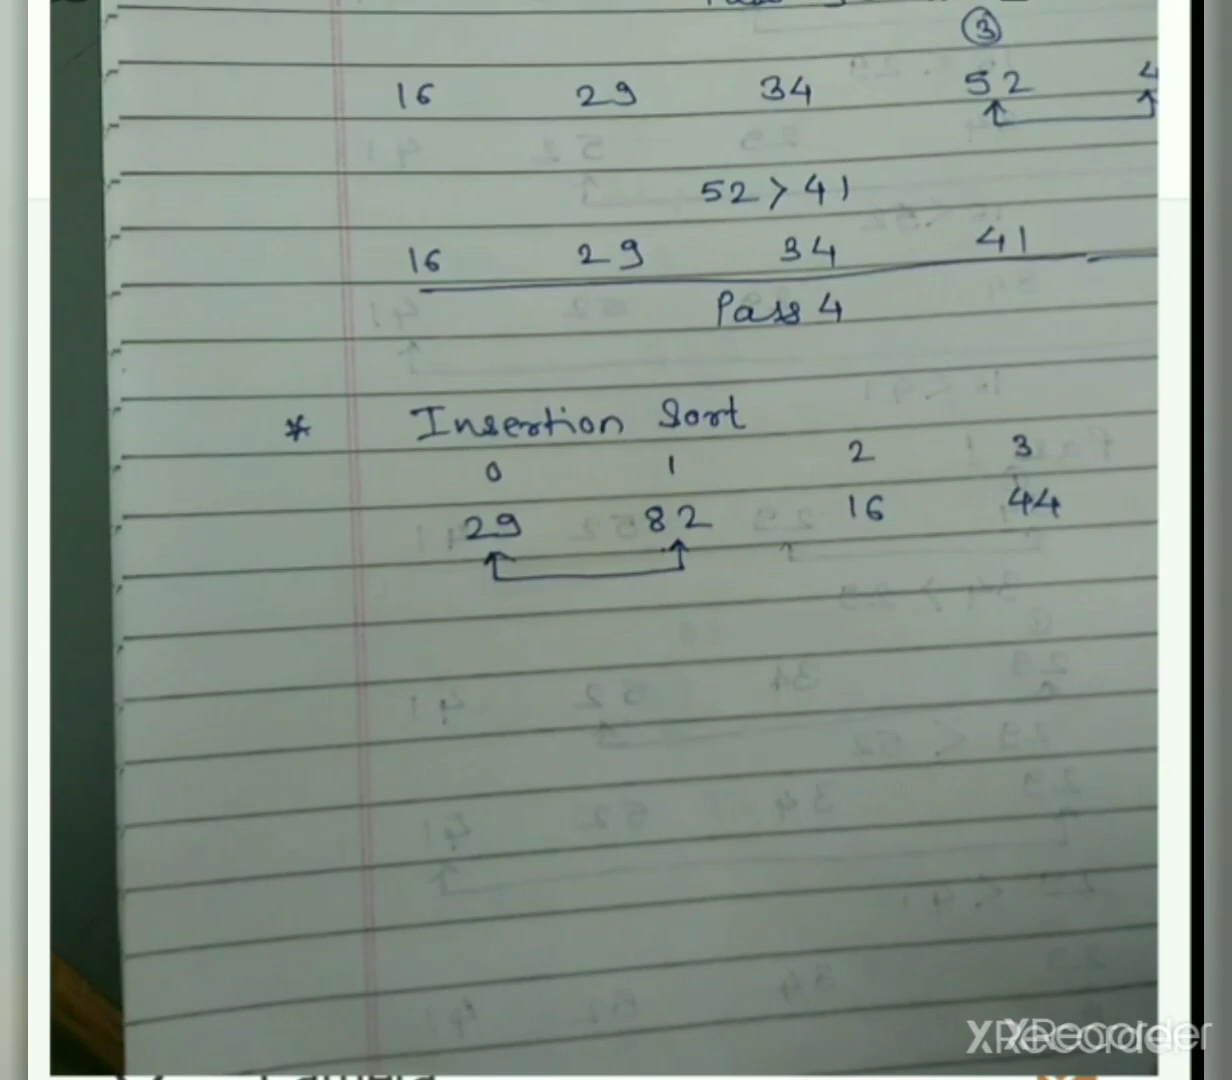 ③
16 29 34 52 4
52 > 41
16 29 34 41
Pass 4
* Insertion Sort
0 1 2 3
29 82 16 44
XRecorder